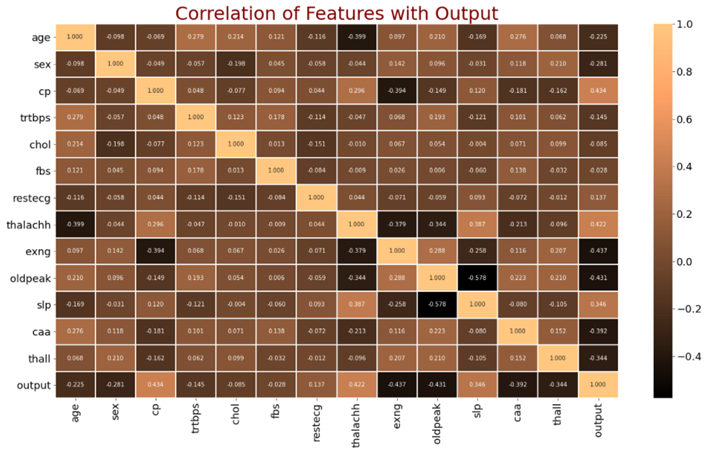 Correlation of Features with Output
age 1.000 -0.098 -0.069 0.279 0.214 0.121 -0.116 -0.399 0.097 0.210 -0.169 0.276 0.068 -0.225
sex -0.098 1.000 -0.049 -0.057 -0.198 0.045 -0.058 -0.044 0.142 0.096 -0.031 0.118 0.210 -0.281
cp -0.069 -0.049 1.000 0.048 -0.077 0.094 0.044 0.296 -0.394 -0.149 0.120 -0.181 -0.162 0.434
trtbps 0.279 -0.057 0.048 1.000 0.123 0.178 -0.114 -0.047 0.068 0.193 -0.121 0.101 0.062 -0.145
chol 0.214 -0.198 -0.077 0.123 1.000 0.013 -0.151 -0.010 0.067 0.054 -0.004 0.071 0.099 -0.085
fbs 0.121 0.045 0.094 0.178 0.013 1.000 -0.084 -0.009 0.026 0.006 -0.060 0.138 -0.032 -0.028
restecg -0.116 -0.058 0.044 -0.114 -0.151 -0.084 1.000 0.044 -0.071 -0.059 0.093 -0.072 -0.012 0.137
thalachh -0.399 -0.044 0.296 -0.047 -0.010 -0.009 0.044 1.000 -0.379 -0.344 0.387 -0.213 -0.096 0.422
exng 0.097 0.142 -0.394 0.068 0.067 0.026 -0.071 -0.379 1.000 0.288 -0.258 0.116 0.207 -0.437
oldpeak 0.210 0.096 -0.149 0.193 0.054 0.006 -0.059 -0.344 0.288 1.000 -0.578 0.223 0.210 -0.431
slp -0.169 -0.031 0.120 -0.121 -0.004 -0.060 0.093 0.387 -0.258 -0.578 1.000 -0.080 -0.105 0.346
caa 0.276 0.118 -0.181 0.101 0.071 0.138 -0.072 -0.213 0.116 0.223 -0.080 1.000 0.152 -0.392
thall 0.068 0.210 -0.162 0.062 0.099 -0.032 -0.012 -0.096 0.207 0.210 -0.105 0.152 1.000 -0.344
output -0.225 -0.281 0.434 -0.145 -0.085 -0.028 0.137 0.422 -0.437 -0.431 0.346 -0.392 -0.344 1.000
age sex cp trtbps chol fbs restecg thalachh exng oldpeak slp caa thall output
1.0
0.8
0.6
0.4
0.2
0.0
−0.2
−0.4